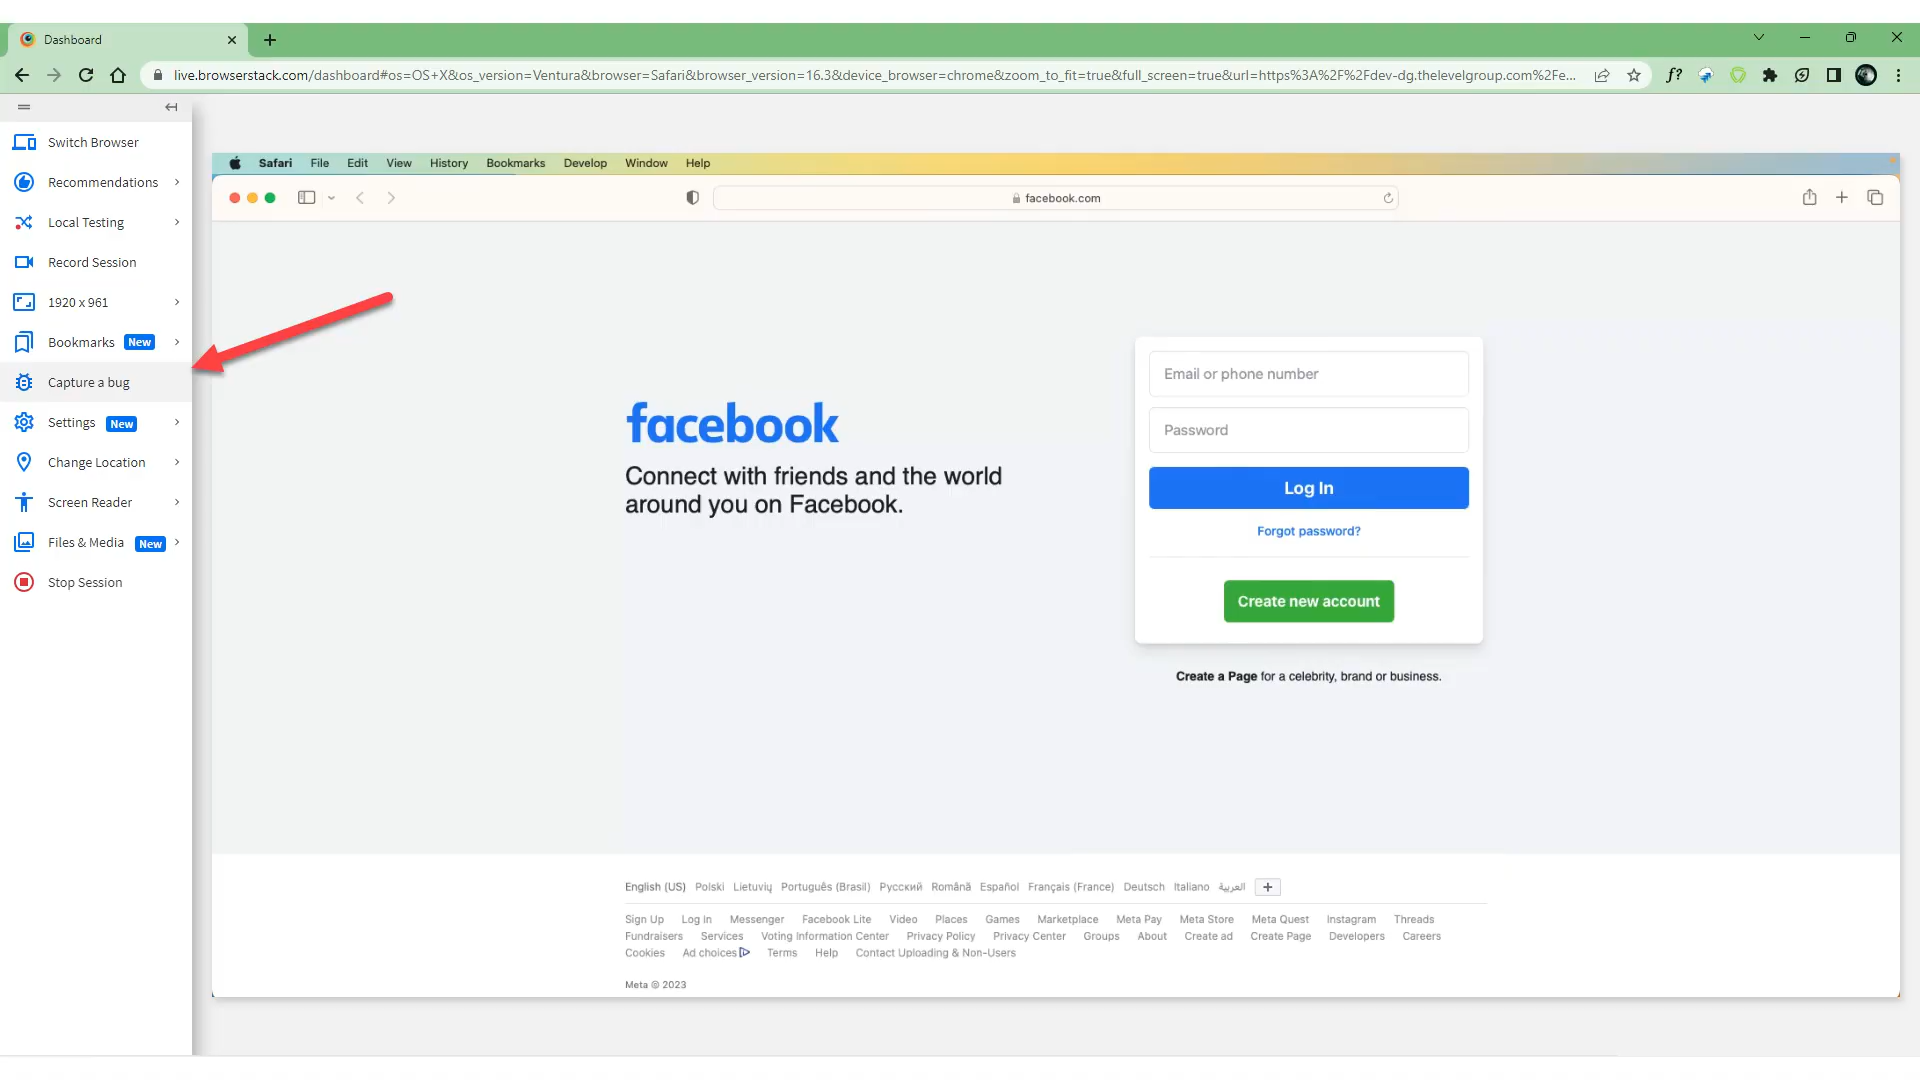 Dashboard
live.browserstack.com/dashboard#os=OS+X&os_version=Ventura&browser=Safari&browser_version=16.3&device_browser=chrome&zoom_to_fit=true&full_screen=true&url=https%3A%2F%2Fdev-dg.thelevelgroup.com%2Fe...
f?
Switch Browser
Recommendations
Local Testing
Record Session
1920 x 961
Bookmarks New
Capture a bug
Settings New
Change Location
Screen Reader
Files & Media New
Stop Session
Safari File Edit View History Bookmarks Develop Window Help
facebook.com
facebook
Connect with friends and the world
around you on Facebook.
Email or phone number
Password
Log In
Forgot password?
Create new account
Create a Page for a celebrity, brand or business.
English (US) Polski Lietuvių Português (Brasil) Русский Română Español Français (France) Deutsch Italiano العربية
Sign Up Log in Messenger Facebook Lite Video Places Games Marketplace Meta Pay Meta Store Meta Quest Instagram Threads
Fundraisers Services Voting Information Center Privacy Policy Privacy Center Groups About Create ad Create Page Developers Careers
Cookies Ad choices Terms Help Contact Uploading & Non-Users
Meta © 2023